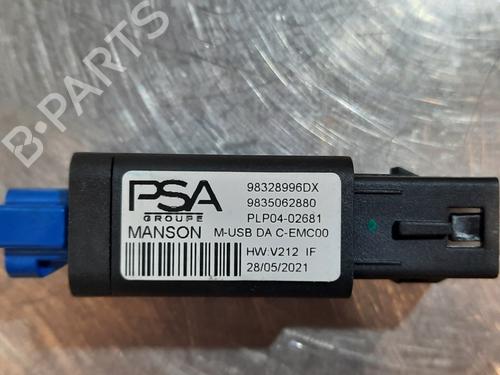 B-PARTS
PSA
GROUPE
MANSON
98328996DX
9835062880
PLP04-02681
M-USB DA C-EMC00
HW:V212 IF
28/05/2021